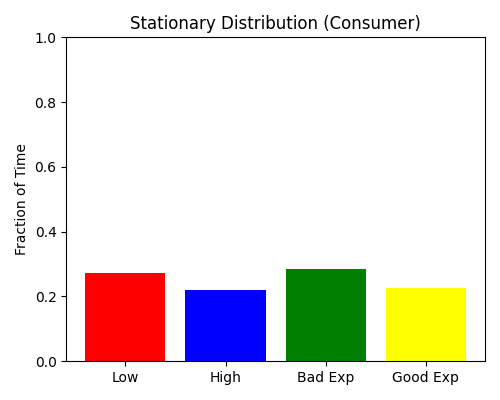 Stationary Distribution (Consumer)
1.0
0.8
0.6
0.4
0.2
0.0
Fraction of Time
Low
High
Bad Exp
Good Exp